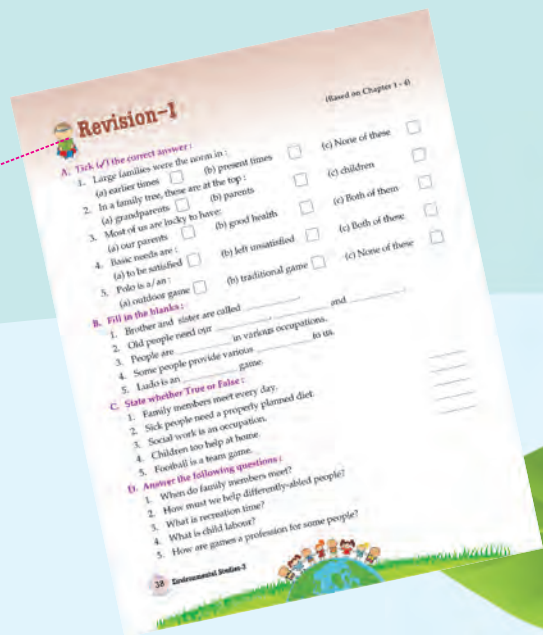 Revision-1
(Based on Chapter 1 - 4)
A. Tick (✓) the correct answer :
1. Large families were the norm in :
(a) earlier times (b) present times (c) None of these
2. In a family tree, these are at the top :
(a) grandparents (b) parents (c) children
3. Most of us are lucky to have:
(a) our parents (b) good health (c) Both of them
4. Basic needs are :
(a) to be satisfied (b) left unsatisfied (c) Both of these
5. Polo is a/an :
(a) outdoor game (b) traditional game (c) None of these
B. Fill in the blanks :
1. Brother and sister are called ________.
2. Old people need our ________, ________ and ________.
3. People are ________ in various occupations.
4. Some people provide various ________ to us.
5. Ludo is an ________ game.
C. State whether True or False :
1. Family members meet every day.
2. Sick people need a properly planned diet.
3. Social work is an occupation.
4. Children too help at home.
5. Football is a team game.
D. Answer the following questions :
1. When do family members meet?
2. How must we help differently-abled people?
3. What is recreation time?
4. What is child labour?
5. How are games a profession for some people?
38 Environmental Studies-3